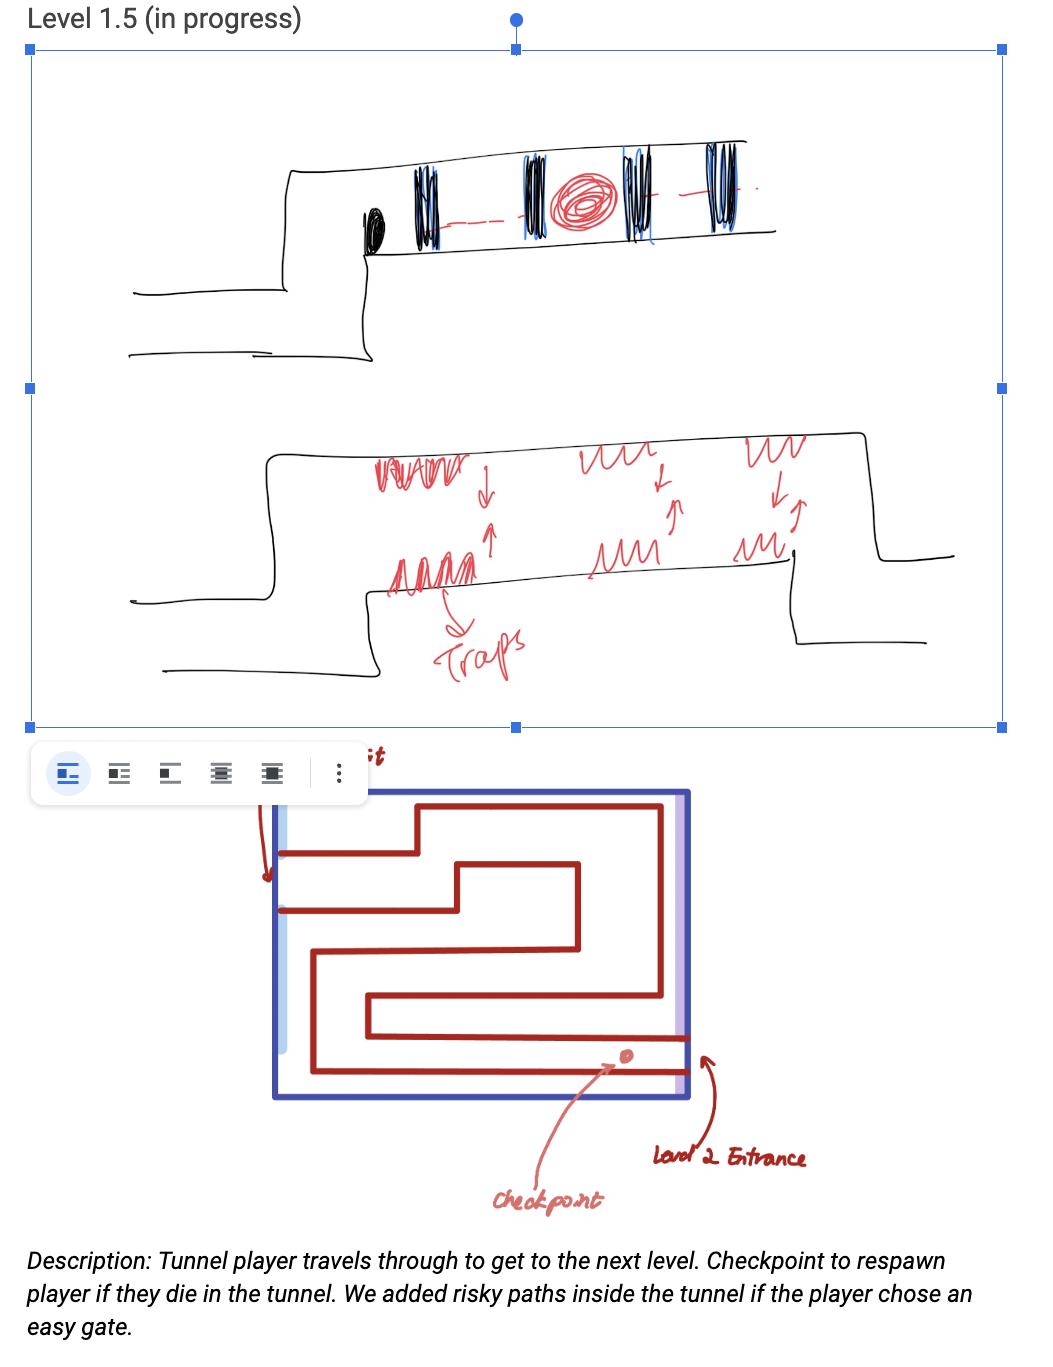 Level 1.5 (in progress)
Traps
it
Level 2 Entrance
Checkpoint
Description: Tunnel player travels through to get to the next level. Checkpoint to respawn
player if they die in the tunnel. We added risky paths inside the tunnel if the player chose an
easy gate.